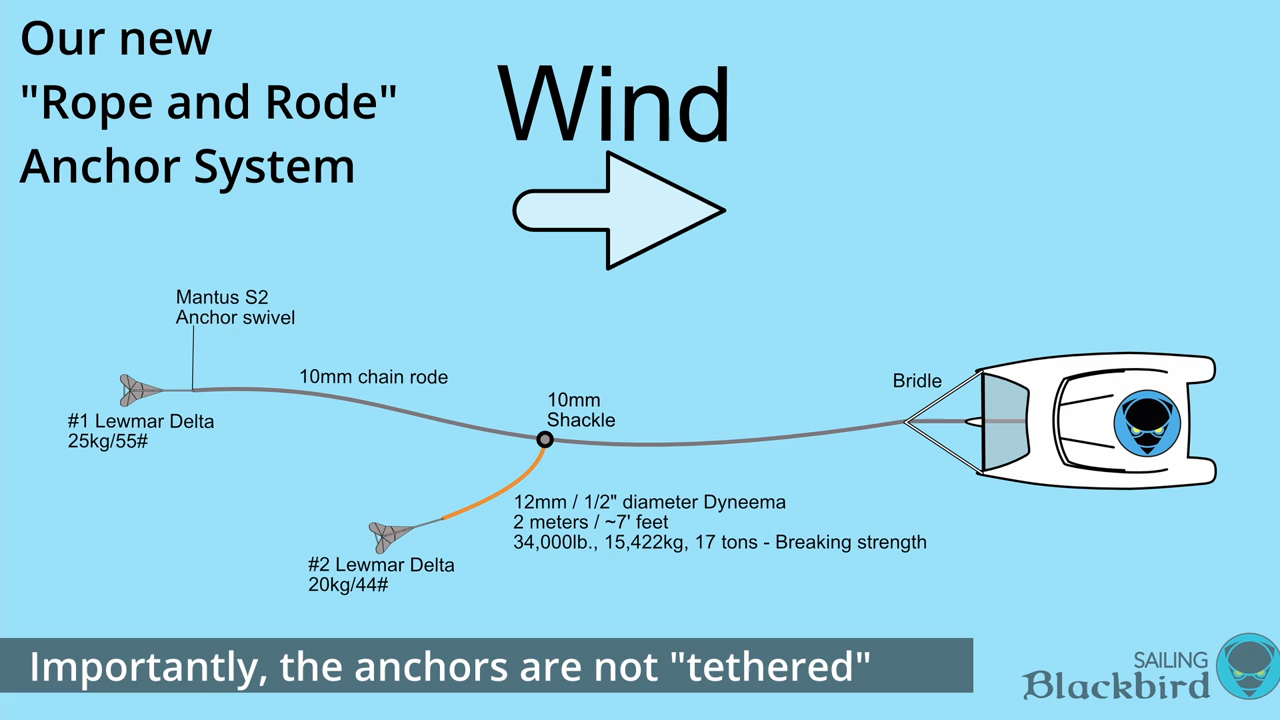 Our new
"Rope and Rode"
Anchor System
Wind
Mantus S2
Anchor swivel
10mm chain rode
#1 Lewmar Delta
25kg/55#
10mm
Shackle
Bridle
12mm / 1/2" diameter Dyneema
2 meters / ~7' feet
34,000lb., 15,422kg, 17 tons - Breaking strength
#2 Lewmar Delta
20kg/44#
Importantly, the anchors are not "tethered"
SAILING
Blackbird